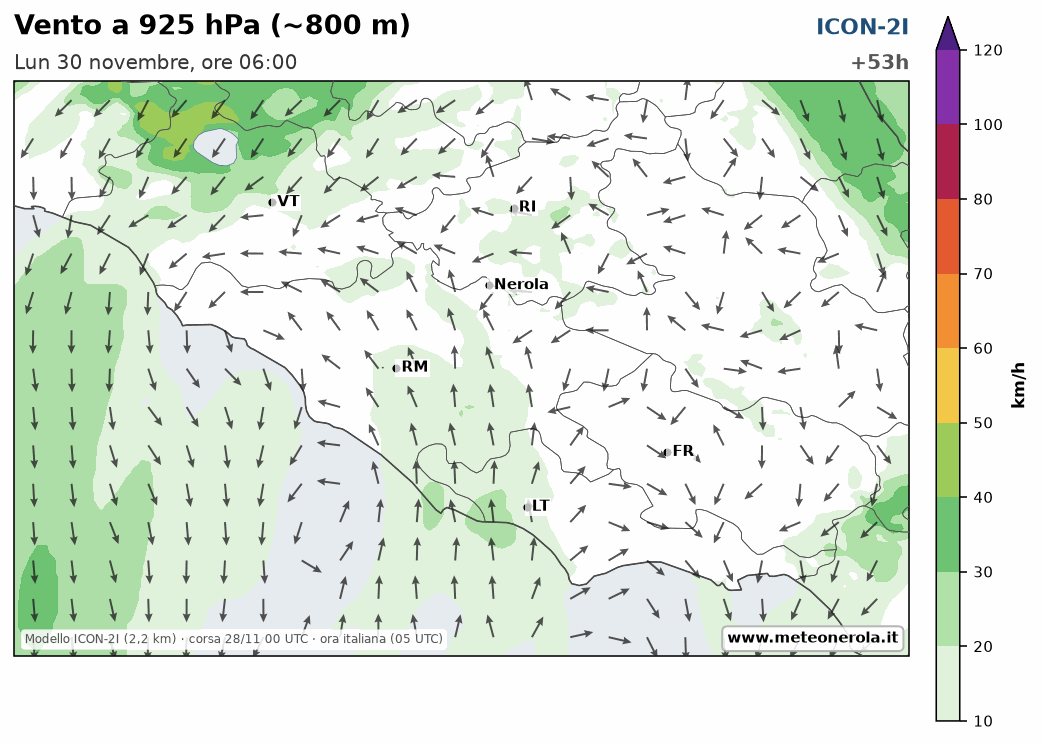 Vento a 925 hPa (~800 m)
ICON-2I
Lun 30 novembre, ore 06:00
+53h
120
100
80
70
60
50
40
30
20
10
km/h
VT
RI
Nerola
RM
FR
LT
Modello ICON-2I (2,2 km) · corsa 28/11 00 UTC · ora italiana (05 UTC)
www.meteonerola.it